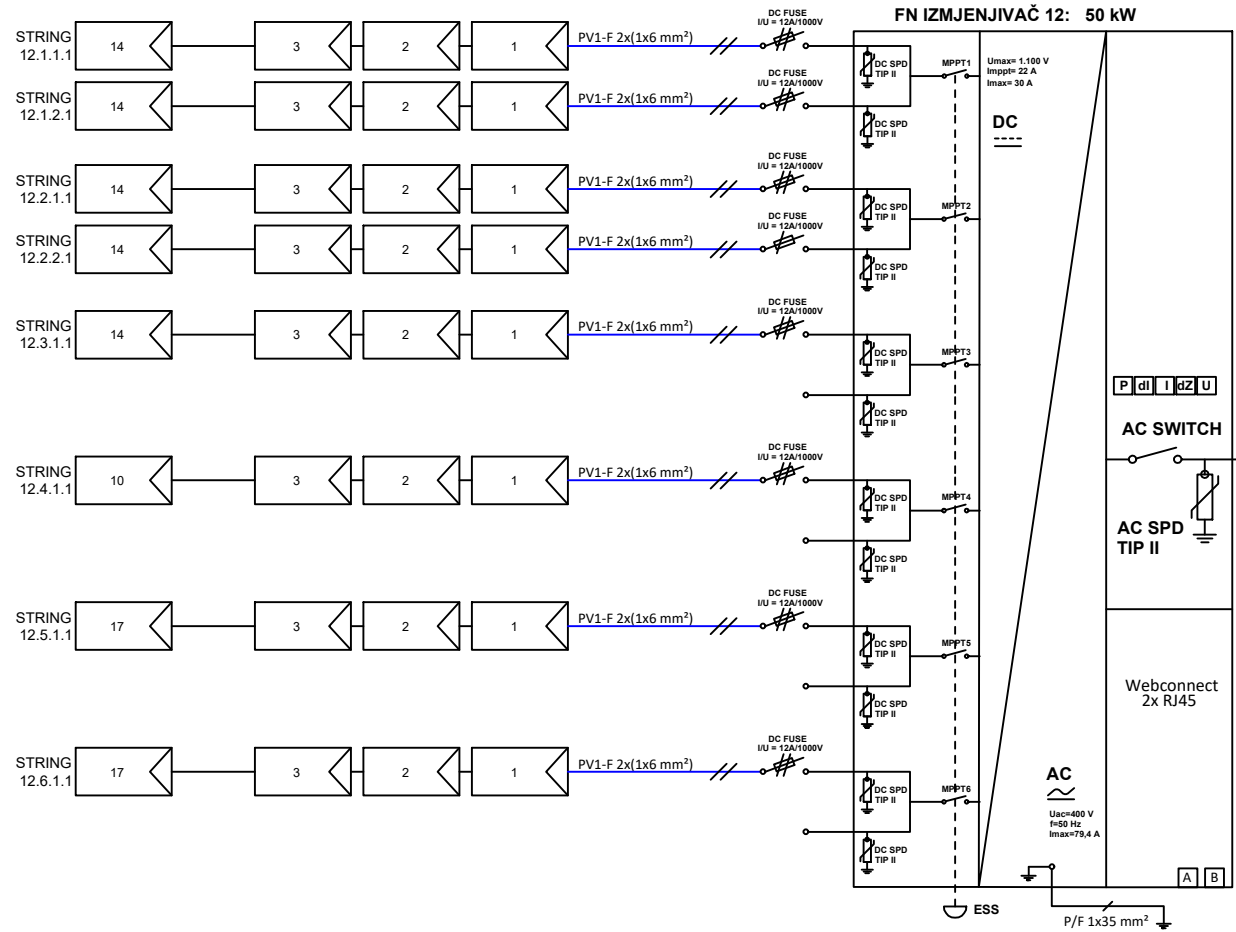 FN IZMJENJIVAČ 12: 50 kW
STRING
12.1.1.1
14
3
2
1
PV1-F 2x(1x6 mm²)
DC FUSE
I/U = 12A/1000V
DC SPD
TIP II
MPPT1
Umax= 1.100 V
Imppt= 22 A
Imax= 30 A
STRING
12.1.2.1
14
3
2
1
PV1-F 2x(1x6 mm²)
DC FUSE
I/U = 12A/1000V
DC SPD
TIP II
DC
STRING
12.2.1.1
14
3
2
1
PV1-F 2x(1x6 mm²)
DC FUSE
I/U = 12A/1000V
DC SPD
TIP II
MPPT2
STRING
12.2.2.1
14
3
2
1
PV1-F 2x(1x6 mm²)
DC FUSE
I/U = 12A/1000V
DC SPD
TIP II
STRING
12.3.1.1
14
3
2
1
PV1-F 2x(1x6 mm²)
DC FUSE
I/U = 12A/1000V
DC SPD
TIP II
MPPT3
DC SPD
TIP II
P dI I dZ U
AC SWITCH
AC SPD
TIP II
STRING
12.4.1.1
10
3
2
1
PV1-F 2x(1x6 mm²)
DC FUSE
I/U = 12A/1000V
DC SPD
TIP II
MPPT4
DC SPD
TIP II
STRING
12.5.1.1
17
3
2
1
PV1-F 2x(1x6 mm²)
DC FUSE
I/U = 12A/1000V
DC SPD
TIP II
MPPT5
DC SPD
TIP II
Webconnect
2x RJ45
STRING
12.6.1.1
17
3
2
1
PV1-F 2x(1x6 mm²)
DC FUSE
I/U = 12A/1000V
DC SPD
TIP II
MPPT6
DC SPD
TIP II
AC
Uac=400 V
f=50 Hz
Imax=79,4 A
A B
ESS
P/F 1x35 mm²